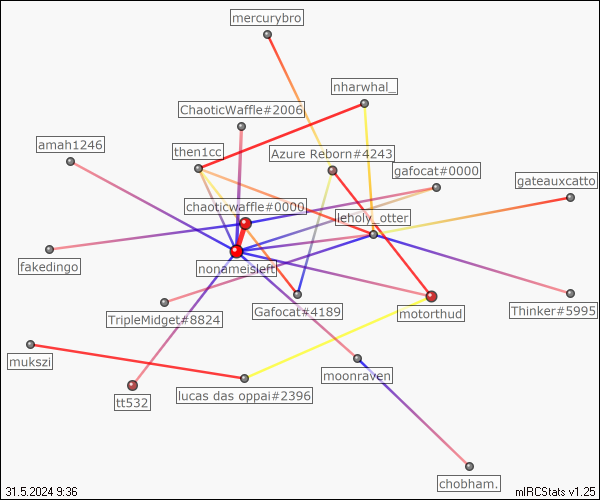 mercurybro
nharwhal_
ChaoticWaffle#2006
amah1246
then1cc
Azure Reborn#4243
gafocat#0000
gateauxcatto
chaoticwaffle#0000
leholy_otter
fakedingo
nonameisleft
TripleMidget#8824
Gafocat#4189
motorthud
Thinker#5995
mukszi
moonraven
tt532
lucas das oppai#2396
chobham.
31.5.2024 9:36
mIRCStats v1.25